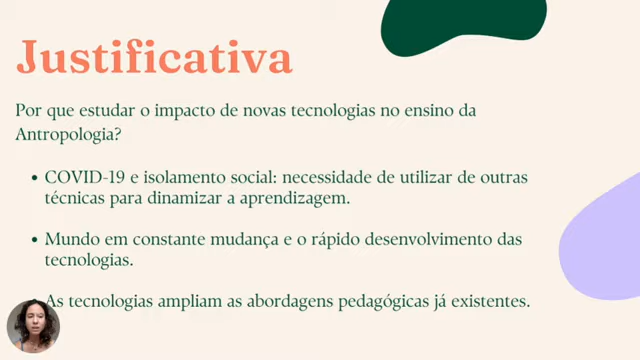 Justificativa
Por que estudar o impacto de novas tecnologias no ensino da
Antropologia?
• COVID-19 e isolamento social: necessidade de utilizar de outras
técnicas para dinamizar a aprendizagem.
• Mundo em constante mudança e o rápido desenvolvimento das
tecnologias.
As tecnologias ampliam as abordagens pedagógicas já existentes.